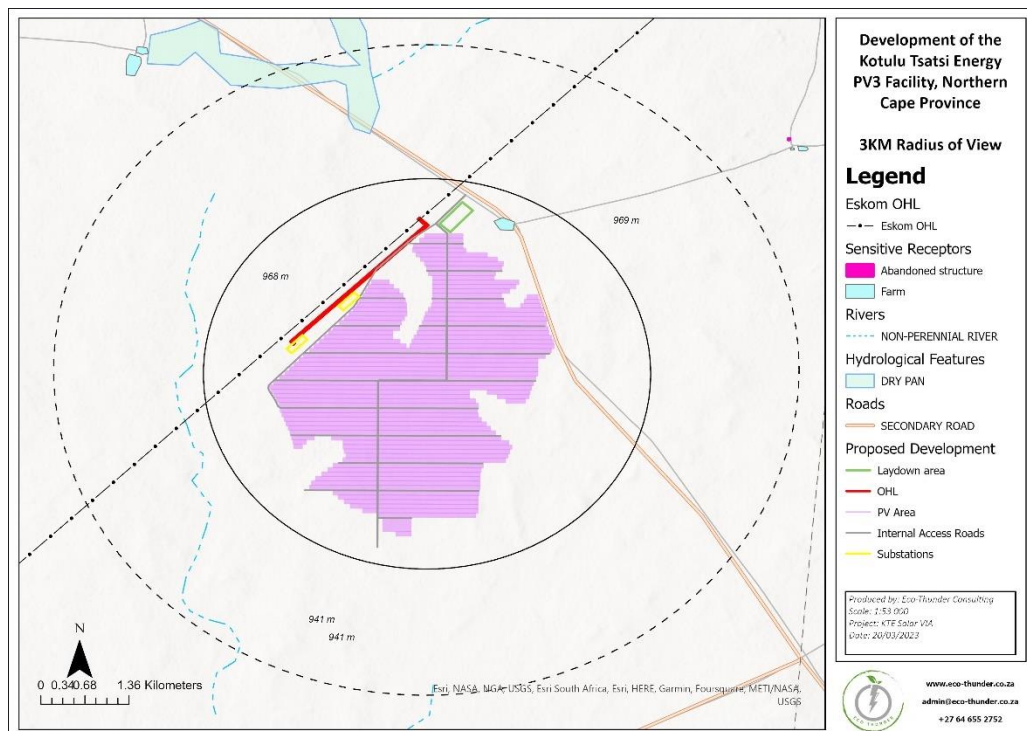 Development of the
Kotulu Tsatsi Energy
PV3 Facility, Northern
Cape Province
3KM Radius of View
Legend
Eskom OHL
Eskom OHL
Sensitive Receptors
Abandoned structure
Farm
Rivers
NON-PERENNIAL RIVER
Hydrological Features
DRY PAN
Roads
SECONDARY ROAD
Proposed Development
Laydown area
OHL
PV Area
Internal Access Roads
Substations
Produced by: Eco-Thunder Consulting
Scale: 1:53 000
Project: KTE Solar VIA
Date: 20/03/2023
www.eco-thunder.co.za
admin@eco-thunder.co.za
+27 64 655 2752
ECO THUNDER
969 m
968 m
941 m
941 m
N
0 0.34 0.68 1.36 Kilometers
Esri, NASA, NGA, USGS, Esri South Africa, Esri, HERE, Garmin, Foursquare, METI/NASA,
USGS